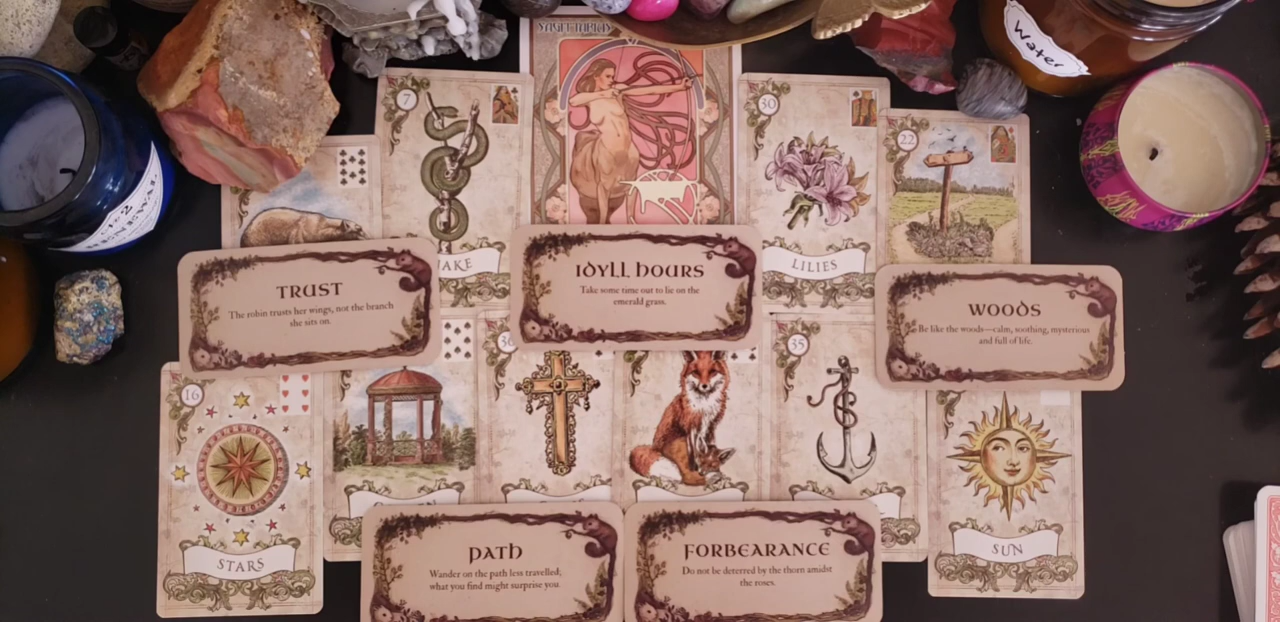 SAGITTARIUS
Water
7
30
22
AKE
LILIES
TRUST
The robin trusts her wings, not the branch
she sits on.
IDYLL HOURS
Take some time out to lie on the
emerald grass.
WOODS
Be like the woods—calm, soothing, mysterious
and full of life.
16
36
35
STARS
SUN
PATH
Wander on the path less travelled;
what you find might surprise you.
FORBEARANCE
Do not be deterred by the thorn amidst
the roses.